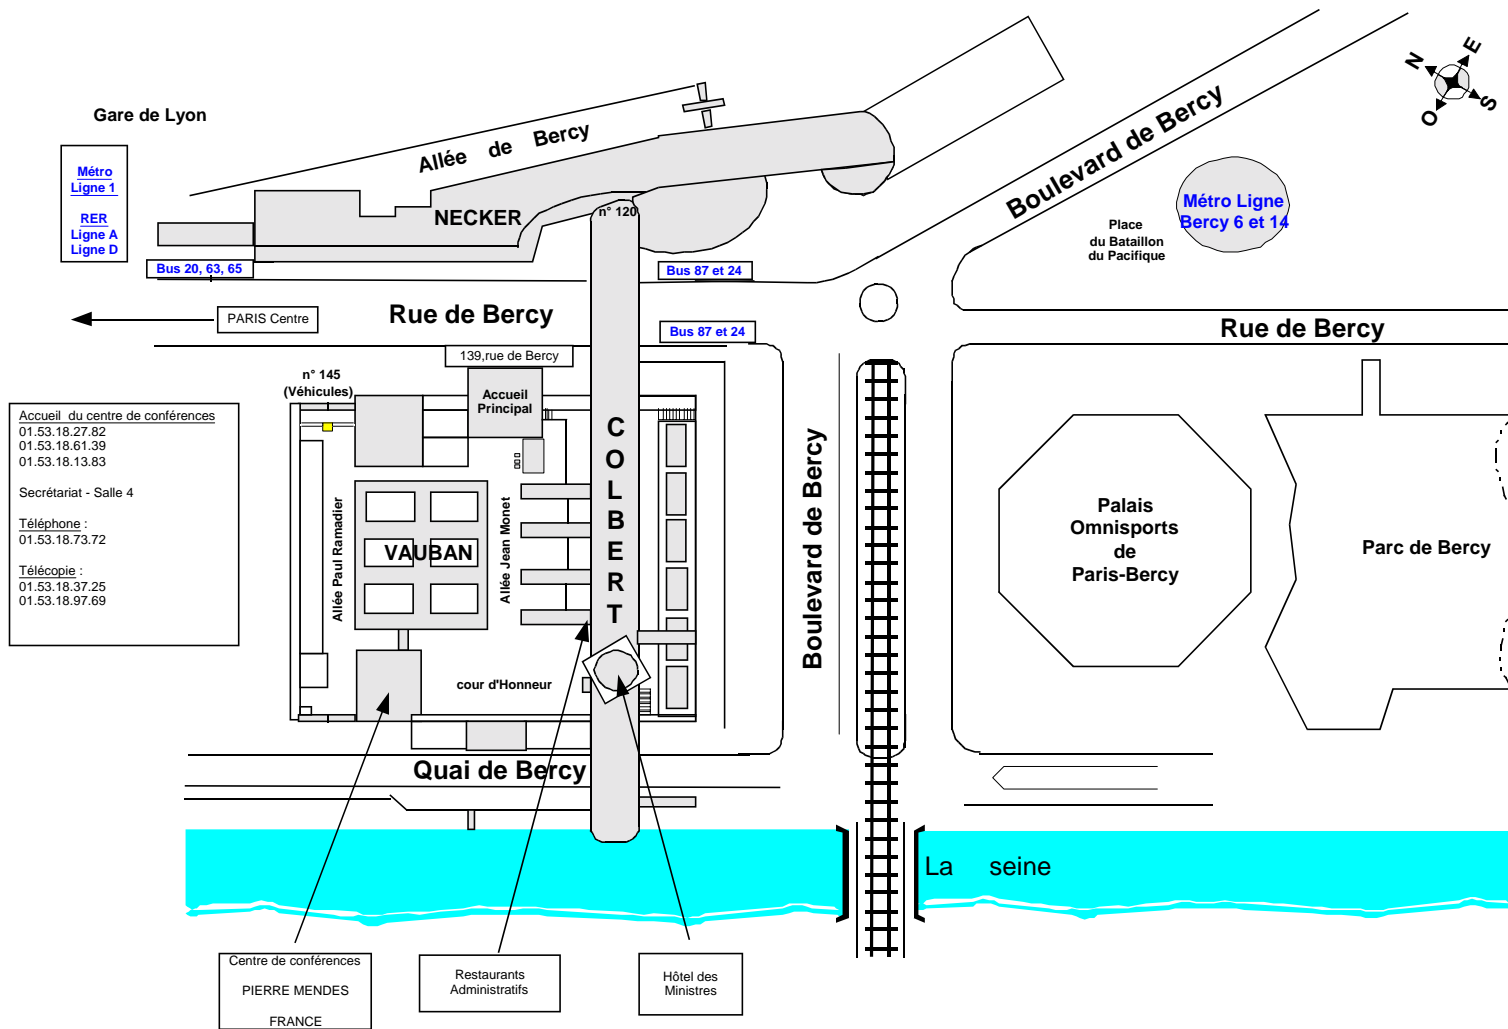 Gare de Lyon
Métro
Ligne 1
RER
Ligne A
Ligne D
Bus 20, 63, 65
Allée de Bercy
NECKER
n° 120
Bus 87 et 24
Boulevard de Bercy
N
E
S
O
Métro Ligne
Bercy 6 et 14
Place
du Bataillon
du Pacifique
PARIS Centre
Rue de Bercy
Bus 87 et 24
Rue de Bercy
139,rue de Bercy
n° 145
(Véhicules)
Accueil
Principal
Accueil du centre de conférences
01.53.18.27.82
01.53.18.61.39
01.53.18.13.83
Secrétariat - Salle 4
Téléphone :
01.53.18.73.72
Télécopie :
01.53.18.37.25
01.53.18.97.69
Allée Paul Ramadier
VAUBAN
Allée Jean Monet
COLBERT
Boulevard de Bercy
Palais
Omnisports
de
Paris-Bercy
Parc de Bercy
cour d'Honneur
Quai de Bercy
La seine
Centre de conférences
PIERRE MENDES
FRANCE
Restaurants
Administratifs
Hôtel des
Ministres